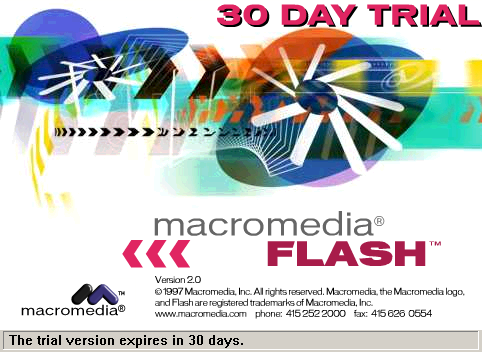 30 DAY TRIAL
macromedia®
FLASH™
Version 2.0
© 1997 Macromedia, Inc. All rights reserved. Macromedia, the Macromedia logo,
and Flash are registered trademarks of Macromedia, Inc.
www.macromedia.com phone: 415 252 2000 fax: 415 626 0554
™
macromedia®
The trial version expires in 30 days.